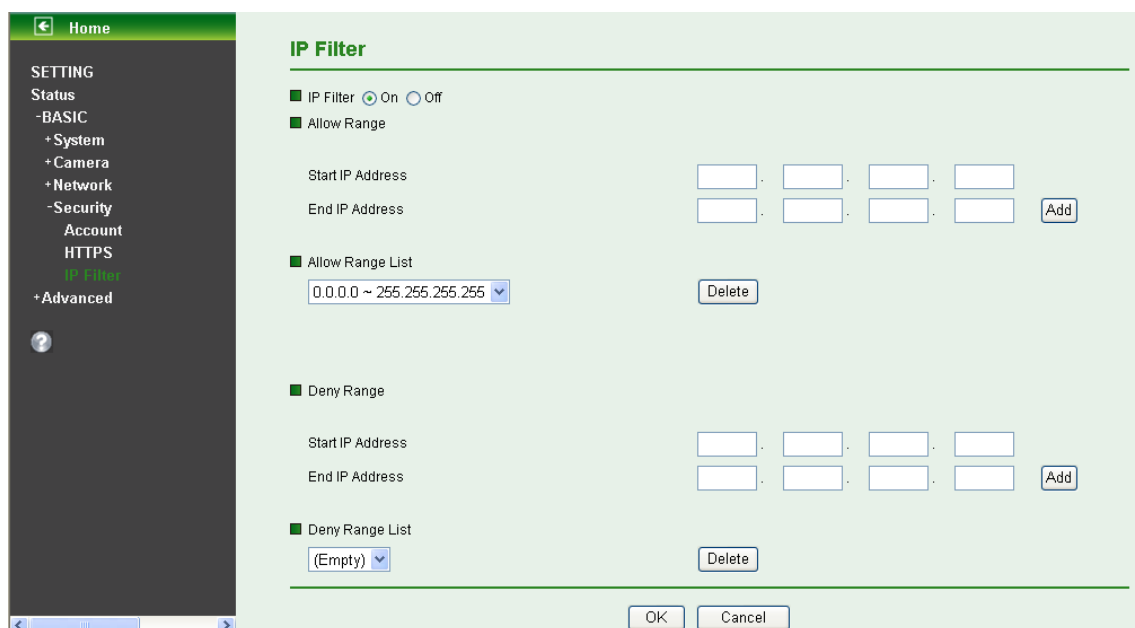 Home
SETTING
Status
-BASIC
+System
+Camera
+Network
-Security
Account
HTTPS
IP Filter
+Advanced
?
IP Filter
IP Filter On Off
Allow Range
Start IP Address . . .
End IP Address . . . Add
Allow Range List
0.0.0.0 ~ 255.255.255.255 Delete
Deny Range
Start IP Address . . .
End IP Address . . . Add
Deny Range List
(Empty) Delete
OK Cancel